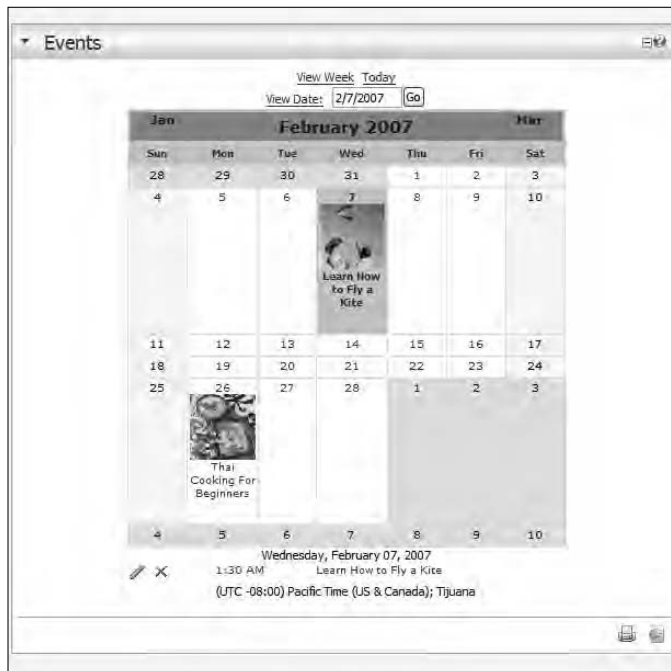 Events
View Week Today
View Date: 2/7/2007 Go
Jan February 2007 Mar
Sun Mon Tue Wed Thu Fri Sat
28 29 30 31 1 2 3
4 5 6 7 8 9 10
Learn How
to Fly a
Kite
11 12 13 14 15 16 17
18 19 20 21 22 23 24
25 26 27 28 1 2 3
Thai
Cooking For
Beginners
4 5 6 7 8 9 10
Wednesday, February 07, 2007
1:30 AM Learn How to Fly a Kite
(UTC -08:00) Pacific Time (US & Canada); Tijuana